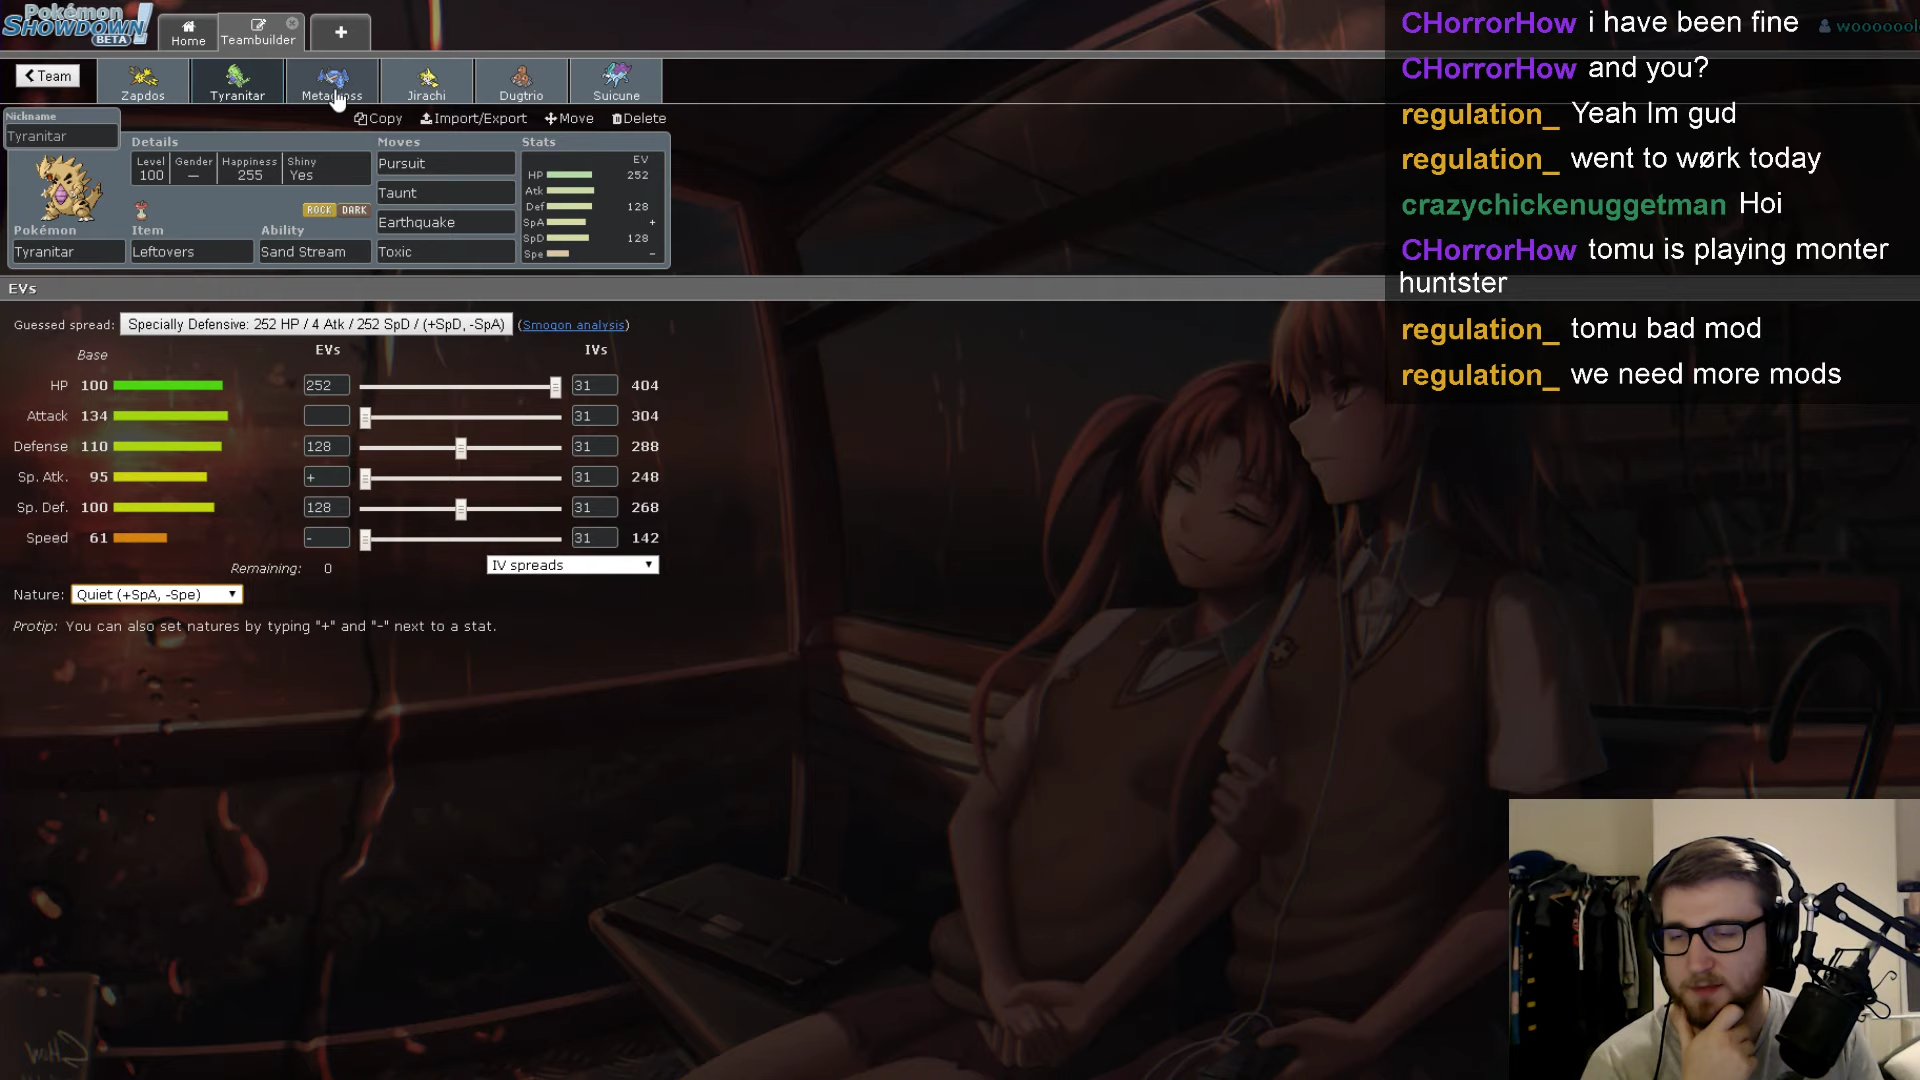 Pokémon
SHOWDOWN!
BETA
Home
Teambuilder
+
Team
Zapdos
Tyranitar
Metagross
Jirachi
Dugtrio
Suicune
Copy
Import/Export
Move
Delete
Nickname
Tyranitar
Details
Level
100
Gender
—
Happiness
255
Shiny
Yes
ROCK DARK
Pokémon
Tyranitar
Item
Leftovers
Ability
Sand Stream
Moves
Pursuit
Taunt
Earthquake
Toxic
Stats
EV
HP 252
Atk
Def 128
SpA +
SpD 128
Spe -
EVs
Guessed spread: Specially Defensive: 252 HP / 4 Atk / 252 SpD / (+SpD, -SpA) (Smogon analysis)
Base EVs IVs
HP 100 252 31 404
Attack 134 31 304
Defense 110 128 31 288
Sp. Atk. 95 + 31 248
Sp. Def. 100 128 31 268
Speed 61 - 31 142
Remaining: 0
IV spreads
Nature: Quiet (+SpA, -Spe)
Protip: You can also set natures by typing "+" and "-" next to a stat.
CHorrorHow i have been fine
CHorrorHow and you?
regulation_ Yeah Im gud
regulation_ went to wørk today
crazychickenuggetman Hoi
CHorrorHow tomu is playing monter
huntster
regulation_ tomu bad mod
regulation_ we need more mods